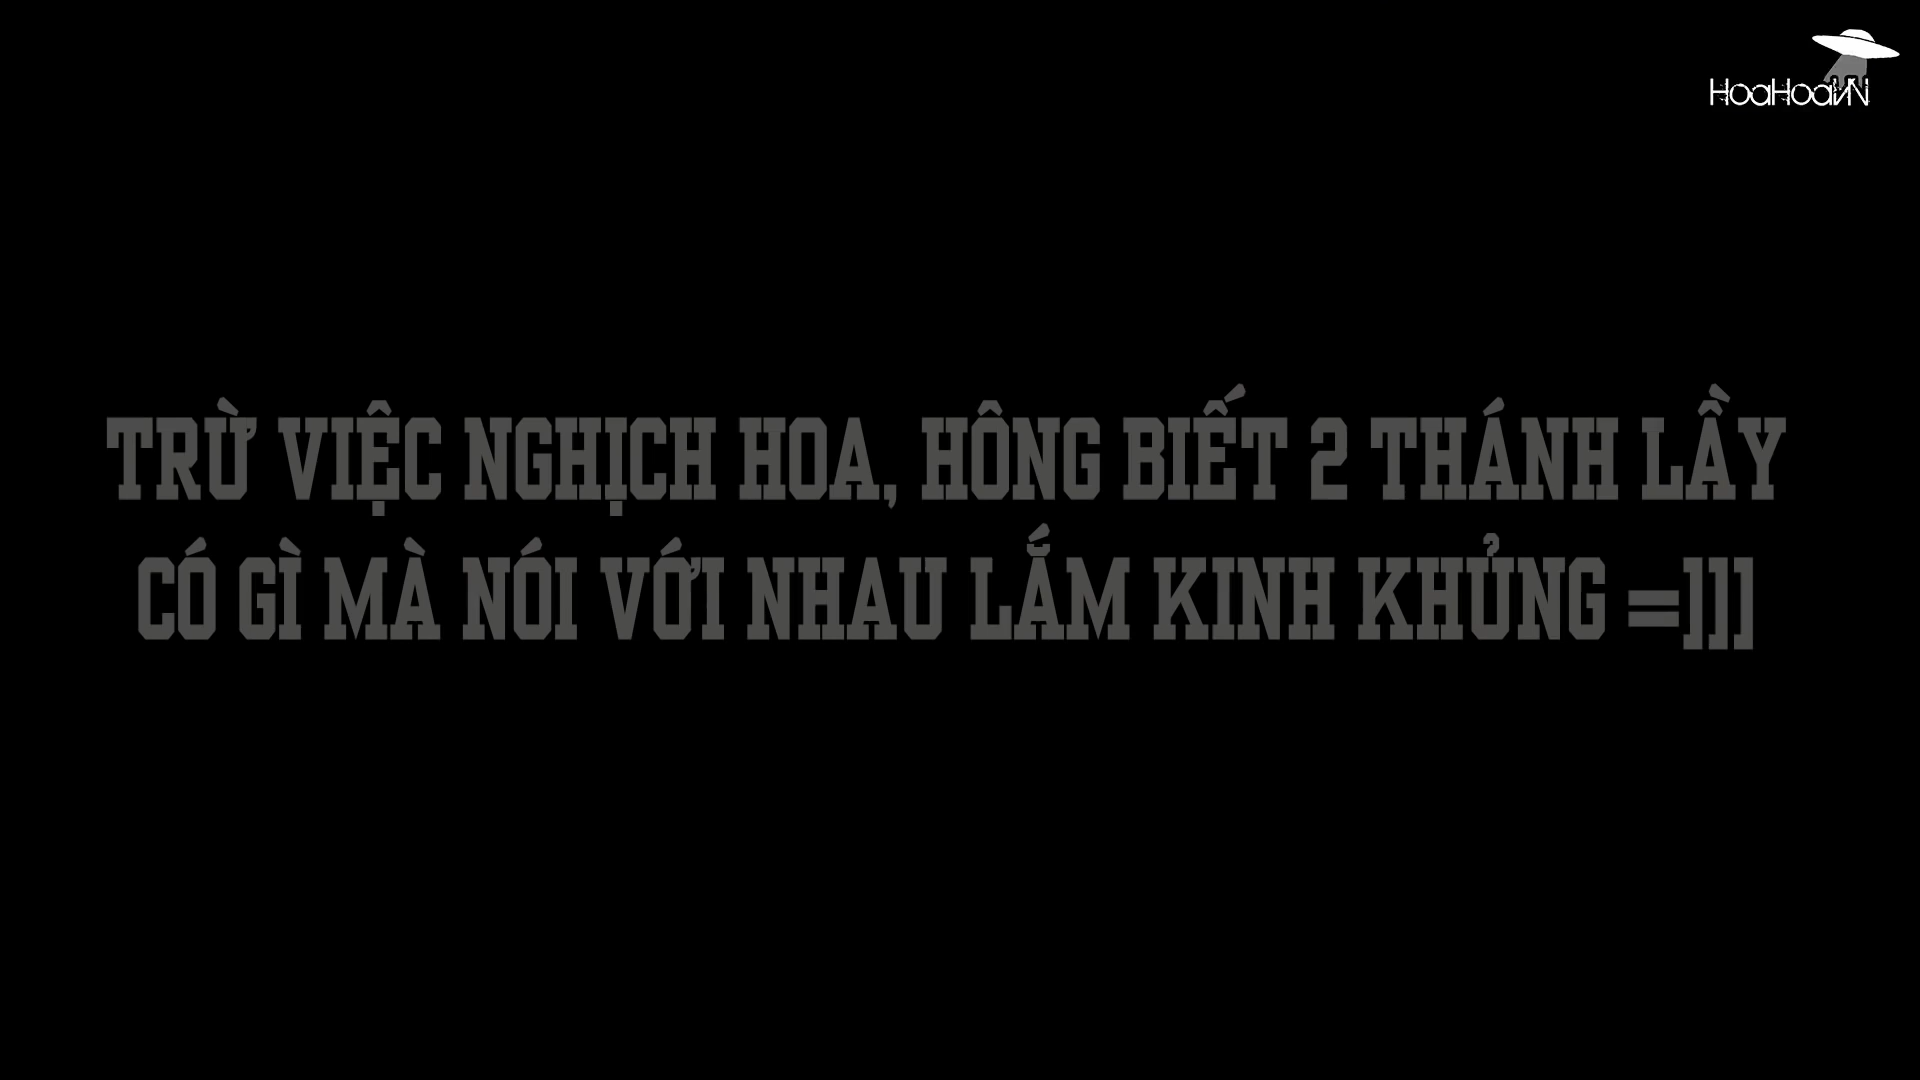 HoaHoaVN
TRỪ VIỆC NGHỊCH HOA, HÔNG BIẾT 2 THÁNH LẦY
CÓ GÌ MÀ NÓI VỚI NHAU LẮM KINH KHỦNG =]]]